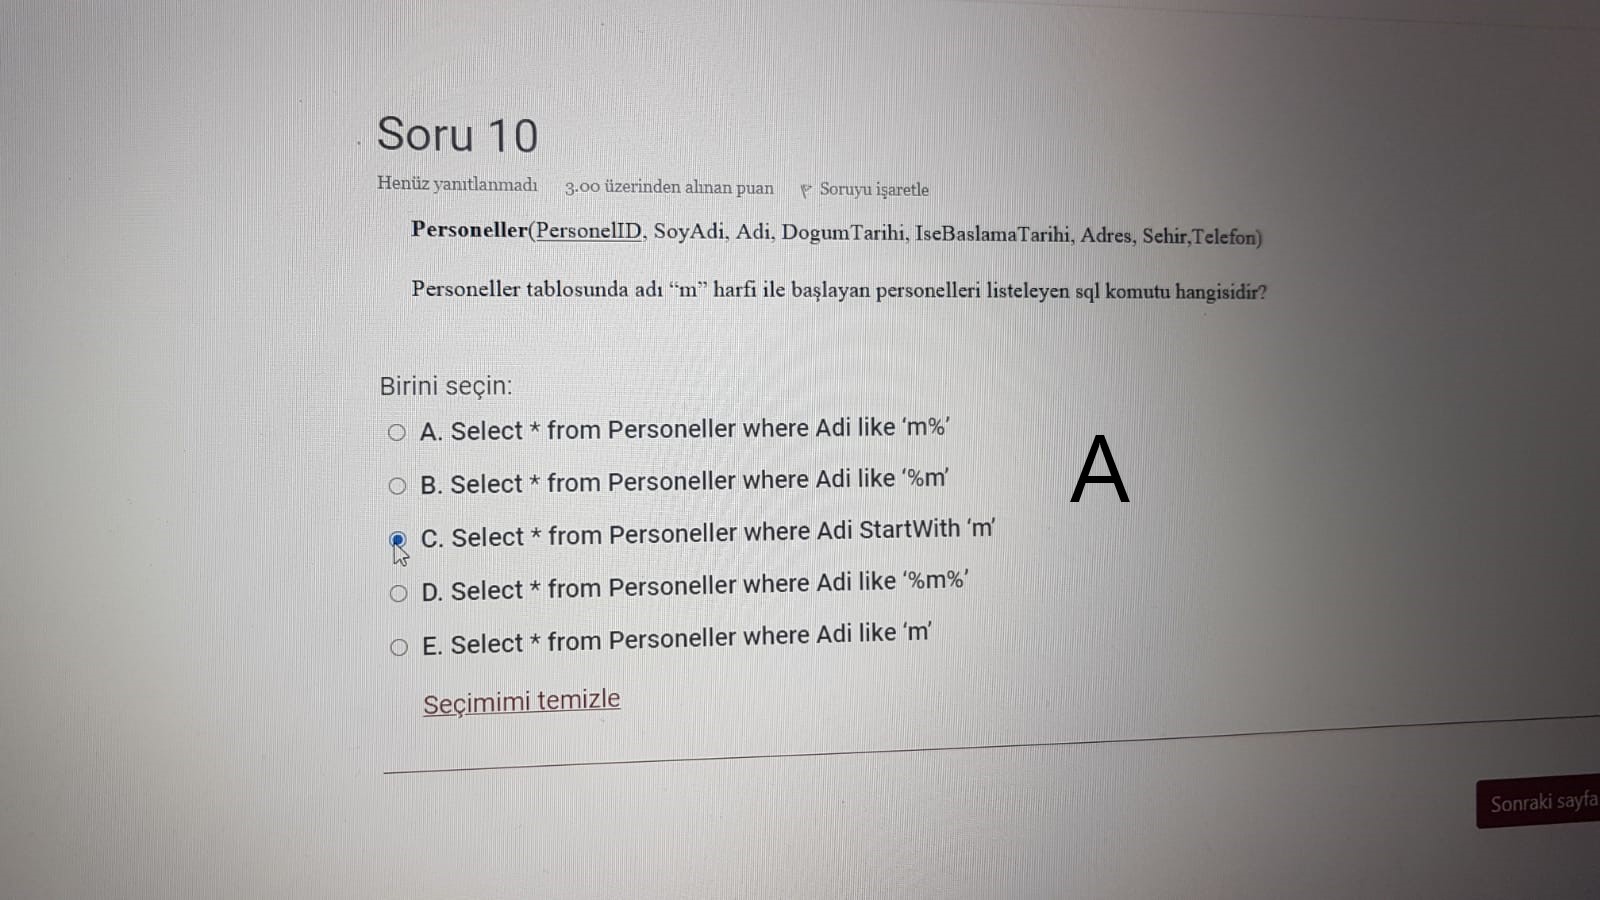 Soru 10
Henüz yanıtlanmadı 3.00 üzerinden alınan puan Soruyu işaretle
Personeller(PersonelID, SoyAdi, Adi, DogumTarihi, IseBaslamaTarihi, Adres, Sehir,Telefon)
Personeller tablosunda adı “m” harfi ile başlayan personelleri listeleyen sql komutu hangisidir?
Birini seçin:
A. Select * from Personeller where Adi like ‘m%’
B. Select * from Personeller where Adi like ‘%m’
C. Select * from Personeller where Adi StartWith ‘m’
D. Select * from Personeller where Adi like ‘%m%’
E. Select * from Personeller where Adi like ‘m’
A
Seçimimi temizle
Sonraki sayfa